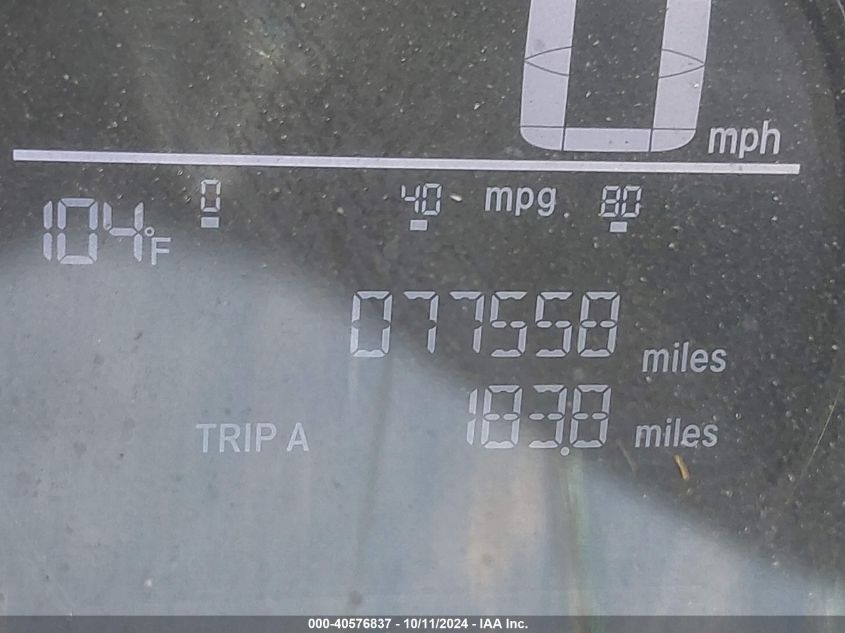 0 mph
0 40 mpg 80
104°F
077558 miles
TRIP A 183.8 miles
000-40576837 - 10/11/2024 - IAA Inc.